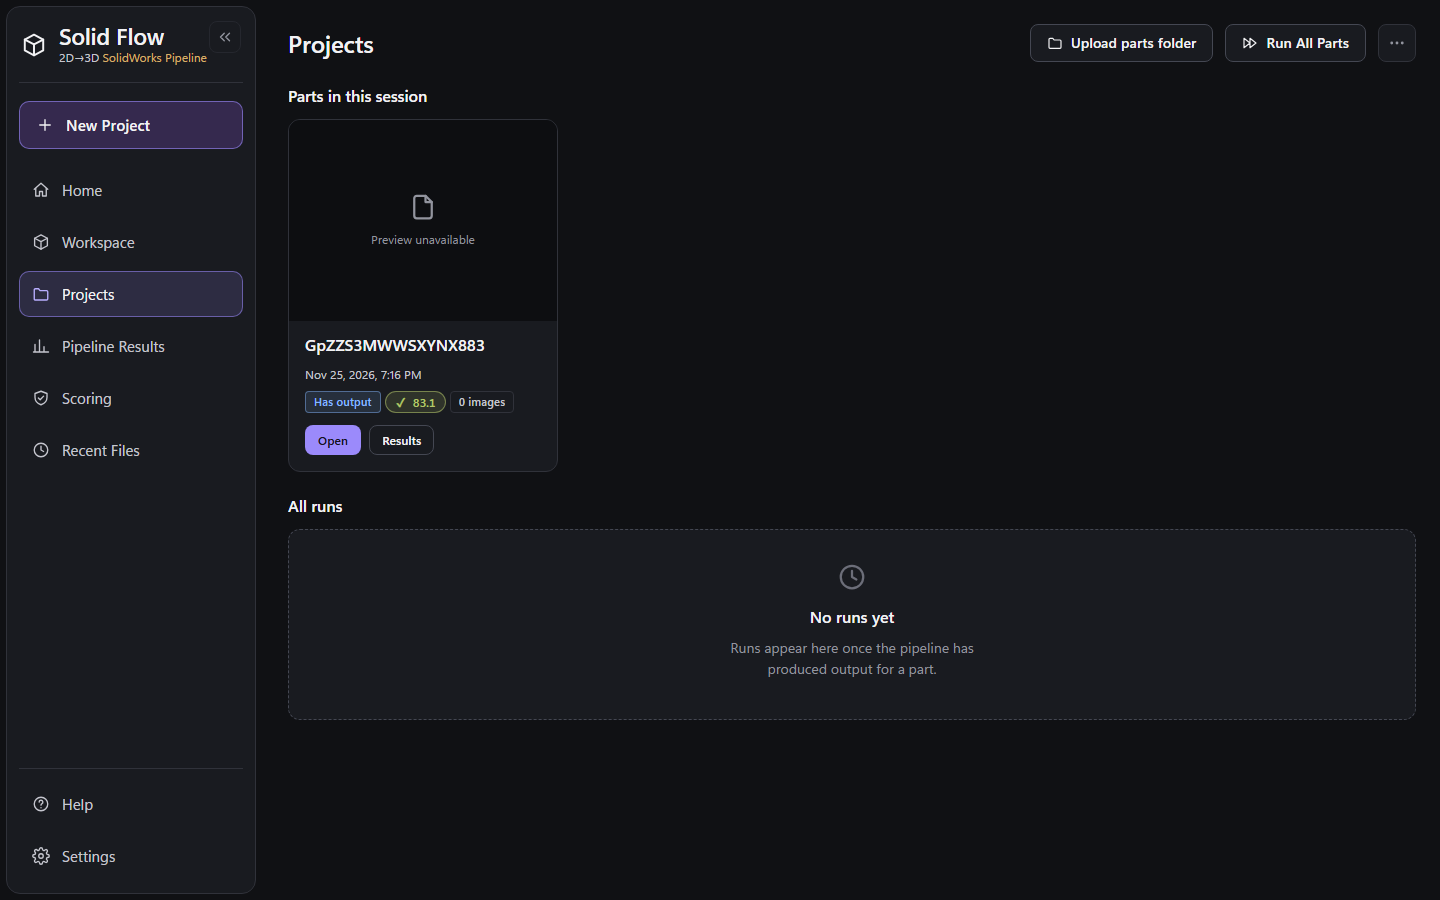 Solid Flow
2D→3D SolidWorks Pipeline
New Project
Home
Workspace
Projects
Pipeline Results
Scoring
Recent Files
Help
Settings
Projects
Upload parts folder
Run All Parts
Parts in this session
Preview unavailable
GpZZS3MWWSXYNX883
Nov 25, 2026, 7:16 PM
Has output
✓ 83.1
0 images
Open
Results
All runs
No runs yet
Runs appear here once the pipeline has
produced output for a part.